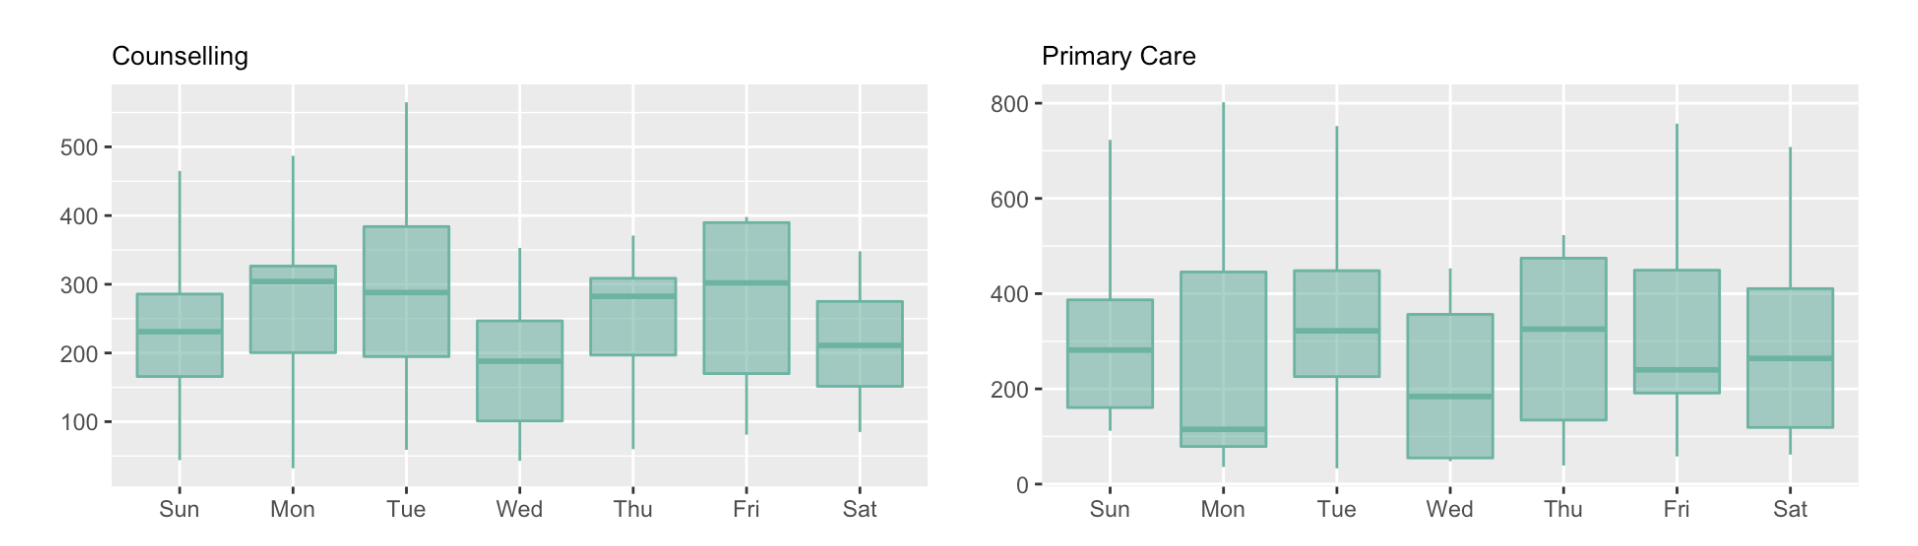 Counselling
500
400
300
200
100
Sun Mon Tue Wed Thu Fri Sat
Primary Care
800
600
400
200
0
Sun Mon Tue Wed Thu Fri Sat